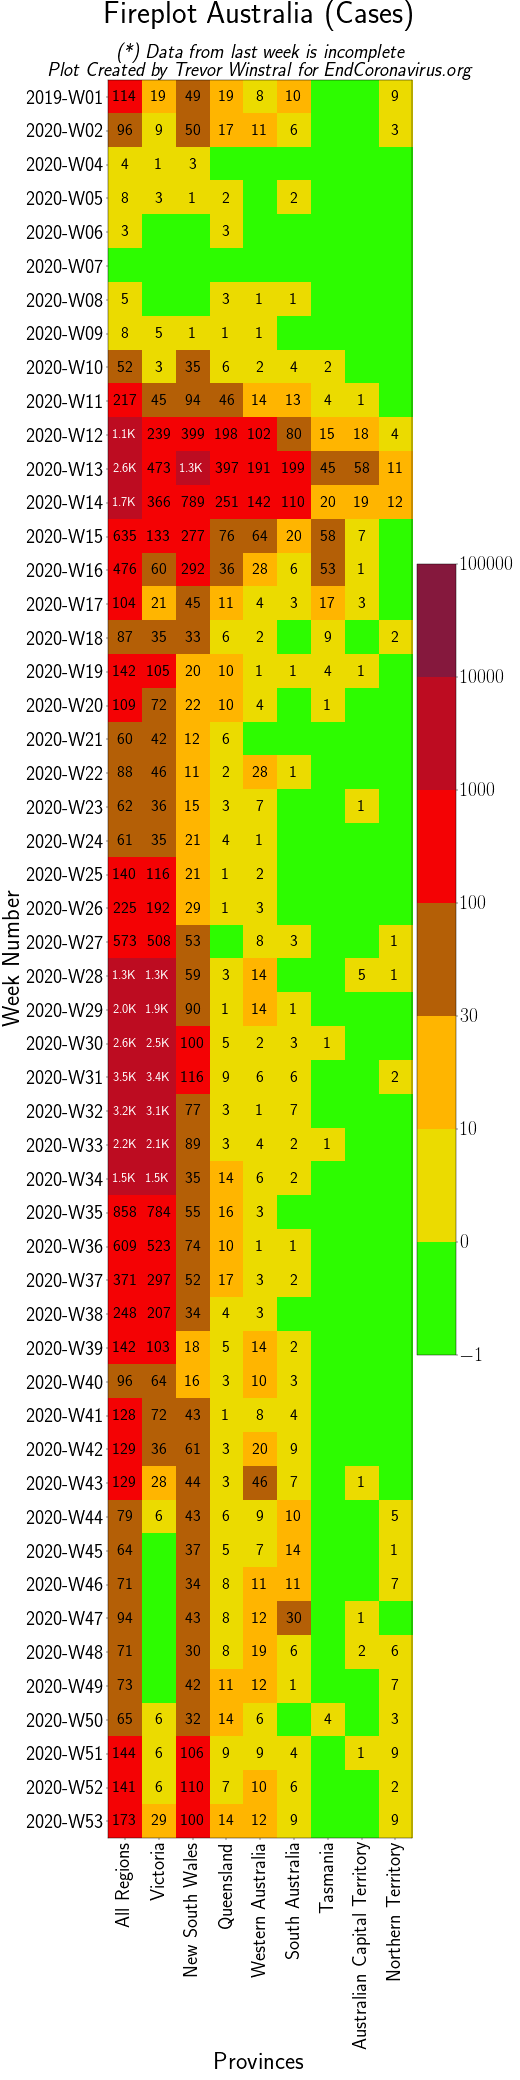 Fireplot Australia (Cases)
(*) Data from last week is incomplete
Plot Created by Trevor Winstral for EndCoronavirus.org
2019-W01 114 19 49 19 8 10 9
2020-W02 96 9 50 17 11 6 3
2020-W04 4 1 3
2020-W05 8 3 1 2 2
2020-W06 3 3
2020-W07
2020-W08 5 3 1 1
2020-W09 8 5 1 1 1
2020-W10 52 3 35 6 2 4 2
2020-W11 217 45 94 46 14 13 4 1
2020-W12 1.1K 239 399 198 102 80 15 18 4
2020-W13 2.6K 473 1.3K 397 191 199 45 58 11
2020-W14 1.7K 366 789 251 142 110 20 19 12
2020-W15 635 133 277 76 64 20 58 7
2020-W16 476 60 292 36 28 6 53 1
2020-W17 104 21 45 11 4 3 17 3
2020-W18 87 35 33 6 2 9 2
2020-W19 142 105 20 10 1 1 4 1
2020-W20 109 72 22 10 4 1
2020-W21 60 42 12 6
2020-W22 88 46 11 2 28 1
2020-W23 62 36 15 3 7 1
2020-W24 61 35 21 4 1
2020-W25 140 116 21 1 2
2020-W26 225 192 29 1 3
2020-W27 573 508 53 8 3 1
2020-W28 1.3K 1.3K 59 3 14 5 1
2020-W29 2.0K 1.9K 90 1 14 1
2020-W30 2.6K 2.5K 100 5 2 3 1
2020-W31 3.5K 3.4K 116 9 6 6 2
2020-W32 3.2K 3.1K 77 3 1 7
2020-W33 2.2K 2.1K 89 3 4 2 1
2020-W34 1.5K 1.5K 35 14 6 2
2020-W35 858 784 55 16 3
2020-W36 609 523 74 10 1 1
2020-W37 371 297 52 17 3 2
2020-W38 248 207 34 4 3
2020-W39 142 103 18 5 14 2
2020-W40 96 64 16 3 10 3
2020-W41 128 72 43 1 8 4
2020-W42 129 36 61 3 20 9
2020-W43 129 28 44 3 46 7 1
2020-W44 79 6 43 6 9 10 5
2020-W45 64 37 5 7 14 1
2020-W46 71 34 8 11 11 7
2020-W47 94 43 8 12 30 1
2020-W48 71 30 8 19 6 2 6
2020-W49 73 42 11 12 1 7
2020-W50 65 6 32 14 6 4 3
2020-W51 144 6 106 9 9 4 1 9
2020-W52 141 6 110 7 10 6 2
2020-W53 173 29 100 14 12 9 9
Week Number
100000
10000
1000
100
30
10
0
−1
All Regions
Victoria
New South Wales
Queensland
Western Australia
South Australia
Tasmania
Australian Capital Territory
Northern Territory
Provinces